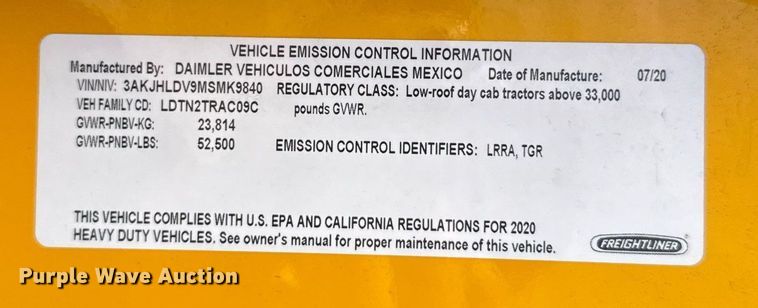 VEHICLE EMISSION CONTROL INFORMATION
Manufactured By: DAIMLER VEHICULOS COMERCIALES MEXICO Date of Manufacture: 07/20
VIN/NIV: 3AKJHLDV9MSMK9840 REGULATORY CLASS: Low-roof day cab tractors above 33,000
VEH FAMILY CD: LDTN2TRAC09C pounds GVWR.
GVWR-PNBV-KG: 23,814
GVWR-PNBV-LBS: 52,500 EMISSION CONTROL IDENTIFIERS: LRRA, TGR
THIS VEHICLE COMPLIES WITH U.S. EPA AND CALIFORNIA REGULATIONS FOR 2020
HEAVY DUTY VEHICLES. See owner's manual for proper maintenance of this vehicle.
FREIGHTLINER
Purple Wave Auction